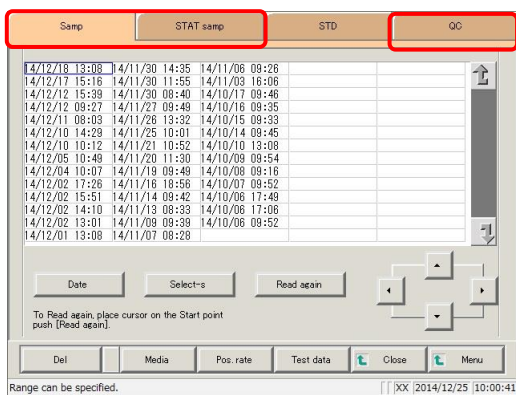 Samp STAT samp STD QC
14/12/18 13:08 14/11/30 14:35 14/11/06 09:26
14/12/17 15:16 14/11/30 11:55 14/11/03 16:06
14/12/12 15:39 14/11/30 08:40 14/10/17 09:46
14/12/12 09:27 14/11/27 09:49 14/10/16 09:35
14/12/11 08:03 14/11/26 13:32 14/10/15 09:33
14/12/10 14:29 14/11/25 10:01 14/10/14 09:45
14/12/10 10:12 14/11/21 10:52 14/10/10 13:08
14/12/05 10:49 14/11/20 11:30 14/10/09 09:54
14/12/04 10:07 14/11/19 09:49 14/10/08 09:16
14/12/02 17:26 14/11/16 18:56 14/10/07 09:52
14/12/02 15:51 14/11/14 09:42 14/10/06 17:49
14/12/02 14:10 14/11/13 08:33 14/10/06 17:06
14/12/02 13:01 14/11/09 09:39 14/10/06 09:52
14/12/01 13:08 14/11/07 08:28
Date Select-s Read again
To Read again, place cursor on the Start point
push [Read again].
Del Media Pos. rate Test data Close Menu
Range can be specified. XX 2014/12/25 10:00:41